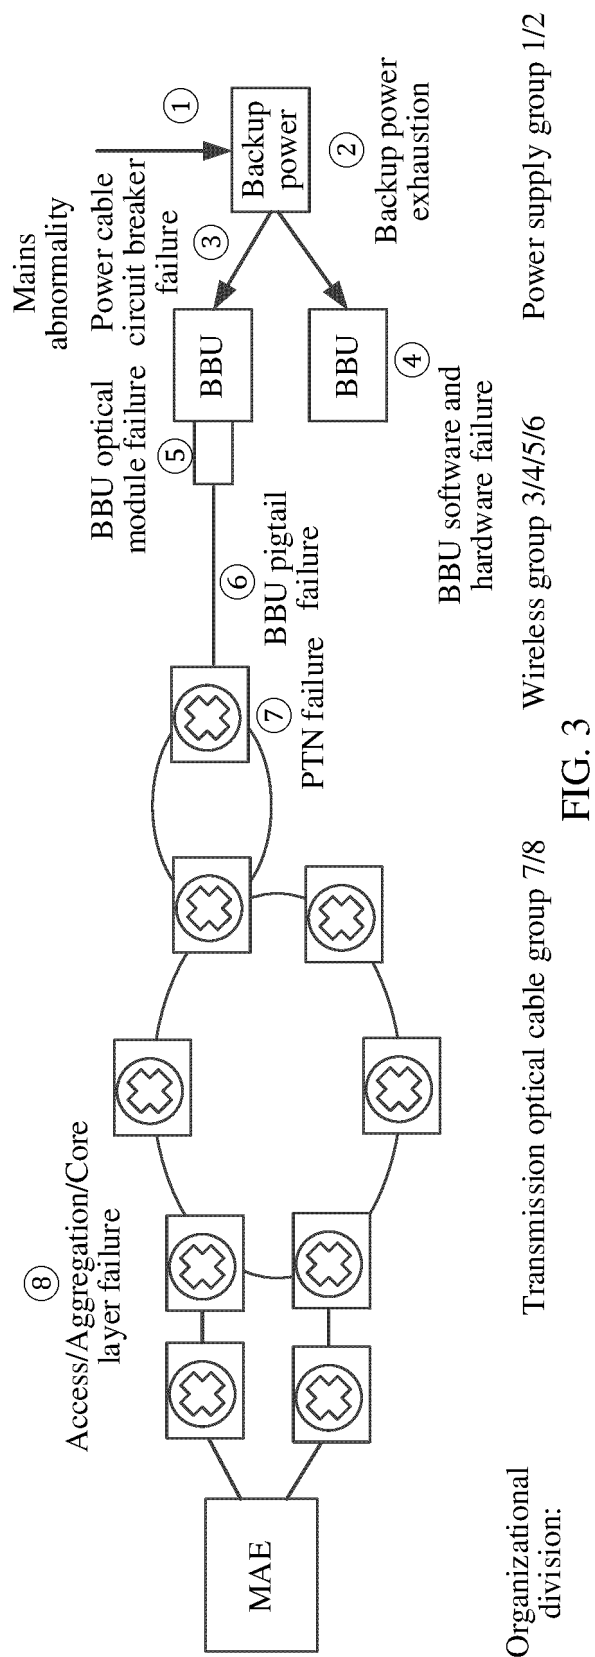 MAE
⑧
Access/Aggregation/Core
layer failure
⑦
PTN failure
⑥
BBU pigtail
failure
BBU optical
module failure
⑤
BBU
BBU
④
BBU software and
hardware failure
Mains
abnormality
Power cable
circuit breaker
failure
③
①
Backup
power
②
Backup power
exhaustion
Organizational
division:
Transmission optical cable group 7/8
Wireless group 3/4/5/6
Power supply group 1/2
FIG. 3